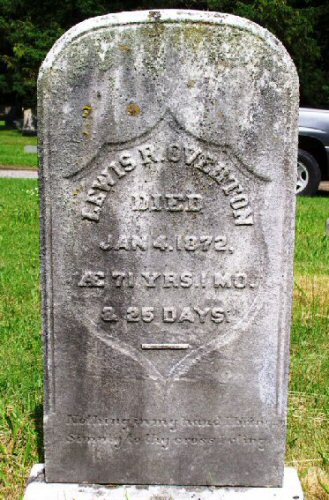 LEWIS R. OVERTON
DIED
JAN 4, 1872,
Æ 71 YRS. 1 MO.
& 25 DAYS.
Nothing in my hand I bring
Simply to thy cross I cling